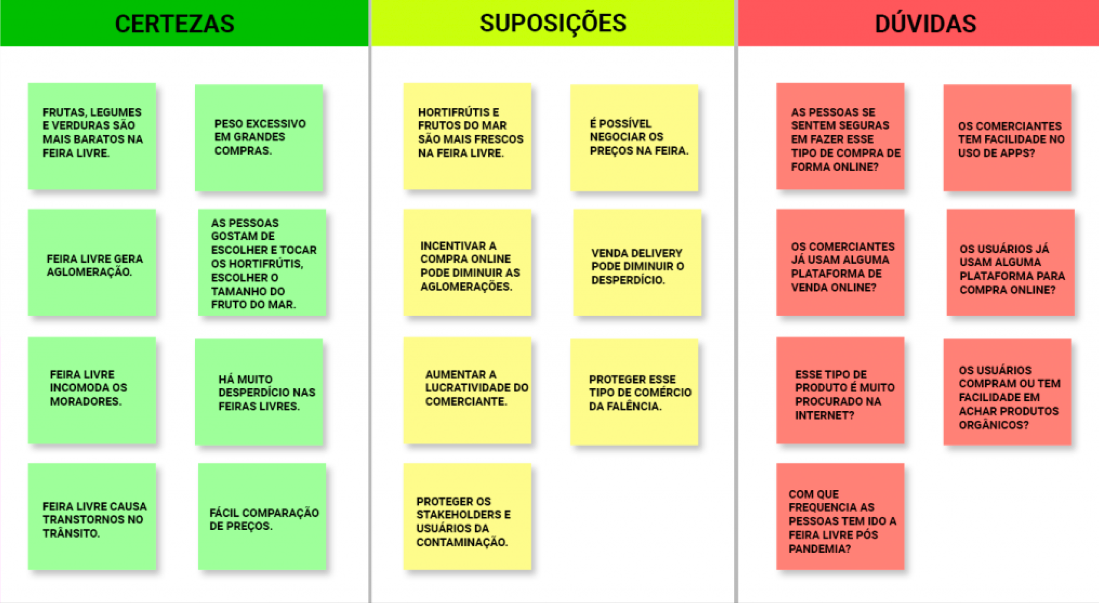 CERTEZAS
FRUTAS, LEGUMES
E VERDURAS SÃO
MAIS BARATOS NA
FEIRA LIVRE.
PESO EXCESSIVO
EM GRANDES
COMPRAS.
FEIRA LIVRE GERA
AGLOMERAÇÃO.
AS PESSOAS
GOSTAM DE
ESCOLHER E TOCAR
OS HORTIFRÚTIS,
ESCOLHER O
TAMANHO DO
FRUTO DO MAR.
FEIRA LIVRE
INCOMODA OS
MORADORES.
HÁ MUITO
DESPERDÍCIO NAS
FEIRAS LIVRES.
FEIRA LIVRE CAUSA
TRANSTORNOS NO
TRÂNSITO.
FÁCIL COMPARAÇÃO
DE PREÇOS.
SUPOSIÇÕES
HORTIFRÚTIS E
FRUTOS DO MAR
SÃO MAIS FRESCOS
NA FEIRA LIVRE.
É POSSÍVEL
NEGOCIAR OS
PREÇOS NA FEIRA.
INCENTIVAR A
COMPRA ONLINE
PODE DIMINUIR AS
AGLOMERAÇÕES.
VENDA DELIVERY
PODE DIMINUIR O
DESPERDÍCIO.
AUMENTAR A
LUCRATIVIDADE DO
COMERCIANTE.
PROTEGER ESSE
TIPO DE COMÉRCIO
DA FALÊNCIA.
PROTEGER OS
STAKEHOLDERS E
USUÁRIOS DA
CONTAMINAÇÃO.
DÚVIDAS
AS PESSOAS SE
SENTEM SEGURAS
EM FAZER ESSE
TIPO DE COMPRA DE
FORMA ONLINE?
OS COMERCIANTES
TEM FACILIDADE NO
USO DE APPS?
OS COMERCIANTES
JÁ USAM ALGUMA
PLATAFORMA DE
VENDA ONLINE?
OS USUÁRIOS JÁ
USAM ALGUMA
PLATAFORMA PARA
COMPRA ONLINE?
ESSE TIPO DE
PRODUTO É MUITO
PROCURADO NA
INTERNET?
OS USUÁRIOS
COMPRAM OU TEM
FACILIDADE EM
ACHAR PRODUTOS
ORGÂNICOS?
COM QUE
FREQUENCIA AS
PESSOAS TEM IDO A
FEIRA LIVRE PÓS
PANDEMIA?